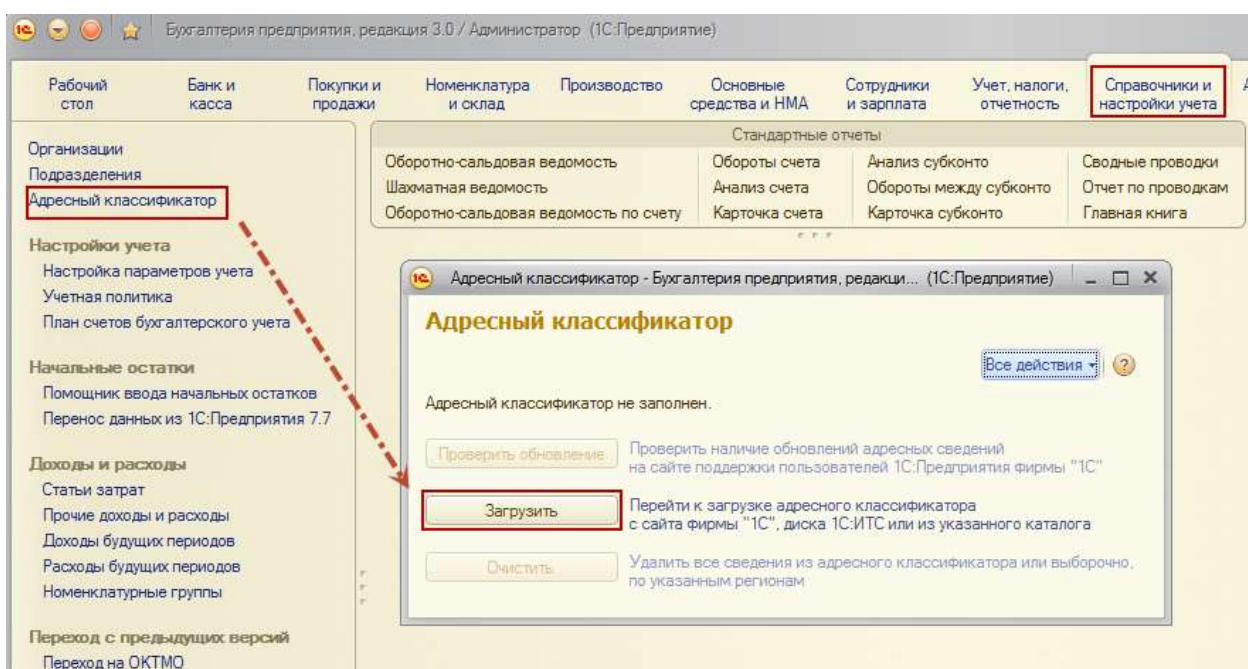 Бухгалтерия предприятия, редакция 3.0 / Администратор (1С:Предприятие)
Рабочий стол
Банк и касса
Покупки и продажи
Номенклатура и склад
Производство
Основные средства и НМА
Сотрудники и зарплата
Учет, налоги, отчетность
Справочники и настройки учета
Организации
Подразделения
Адресный классификатор
Настройки учета
Настройка параметров учета
Учетная политика
План счетов бухгалтерского учета
Начальные остатки
Помощник ввода начальных остатков
Перенос данных из 1С:Предприятия 7.7
Доходы и расходы
Статьи затрат
Прочие доходы и расходы
Доходы будущих периодов
Расходы будущих периодов
Номенклатурные группы
Переход с предыдущих версий
Переход на ОКТМО
Стандартные отчеты
Оборотно-сальдовая ведомость
Шахматная ведомость
Оборотно-сальдовая ведомость по счету
Обороты счета
Анализ счета
Карточка счета
Анализ субконто
Обороты между субконто
Карточка субконто
Сводные проводки
Отчет по проводкам
Главная книга
Адресный классификатор - Бухгалтерия предприятия, редакци... (1С:Предприятие)
Адресный классификатор
Все действия
Адресный классификатор не заполнен.
Проверить обновление
Проверить наличие обновлений адресных сведений
на сайте поддержки пользователей 1С:Предприятия фирмы "1С"
Загрузить
Перейти к загрузке адресного классификатора
с сайта фирмы "1С", диска 1С:ИТС или из указанного каталога
Очистить
Удалить все сведения из адресного классификатора или выборочно,
по указанным регионам